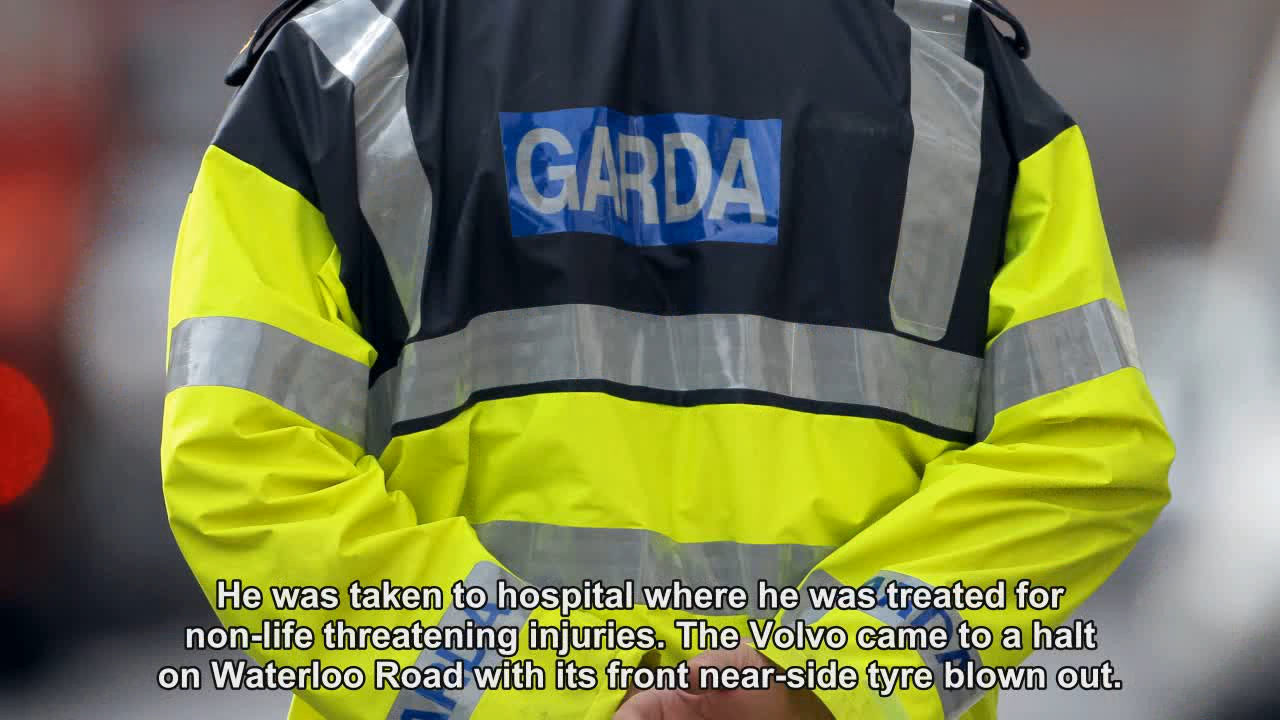 GARDA
He was taken to hospital where he was treated for
non-life threatening injuries. The Volvo came to a halt
on Waterloo Road with its front near-side tyre blown out.